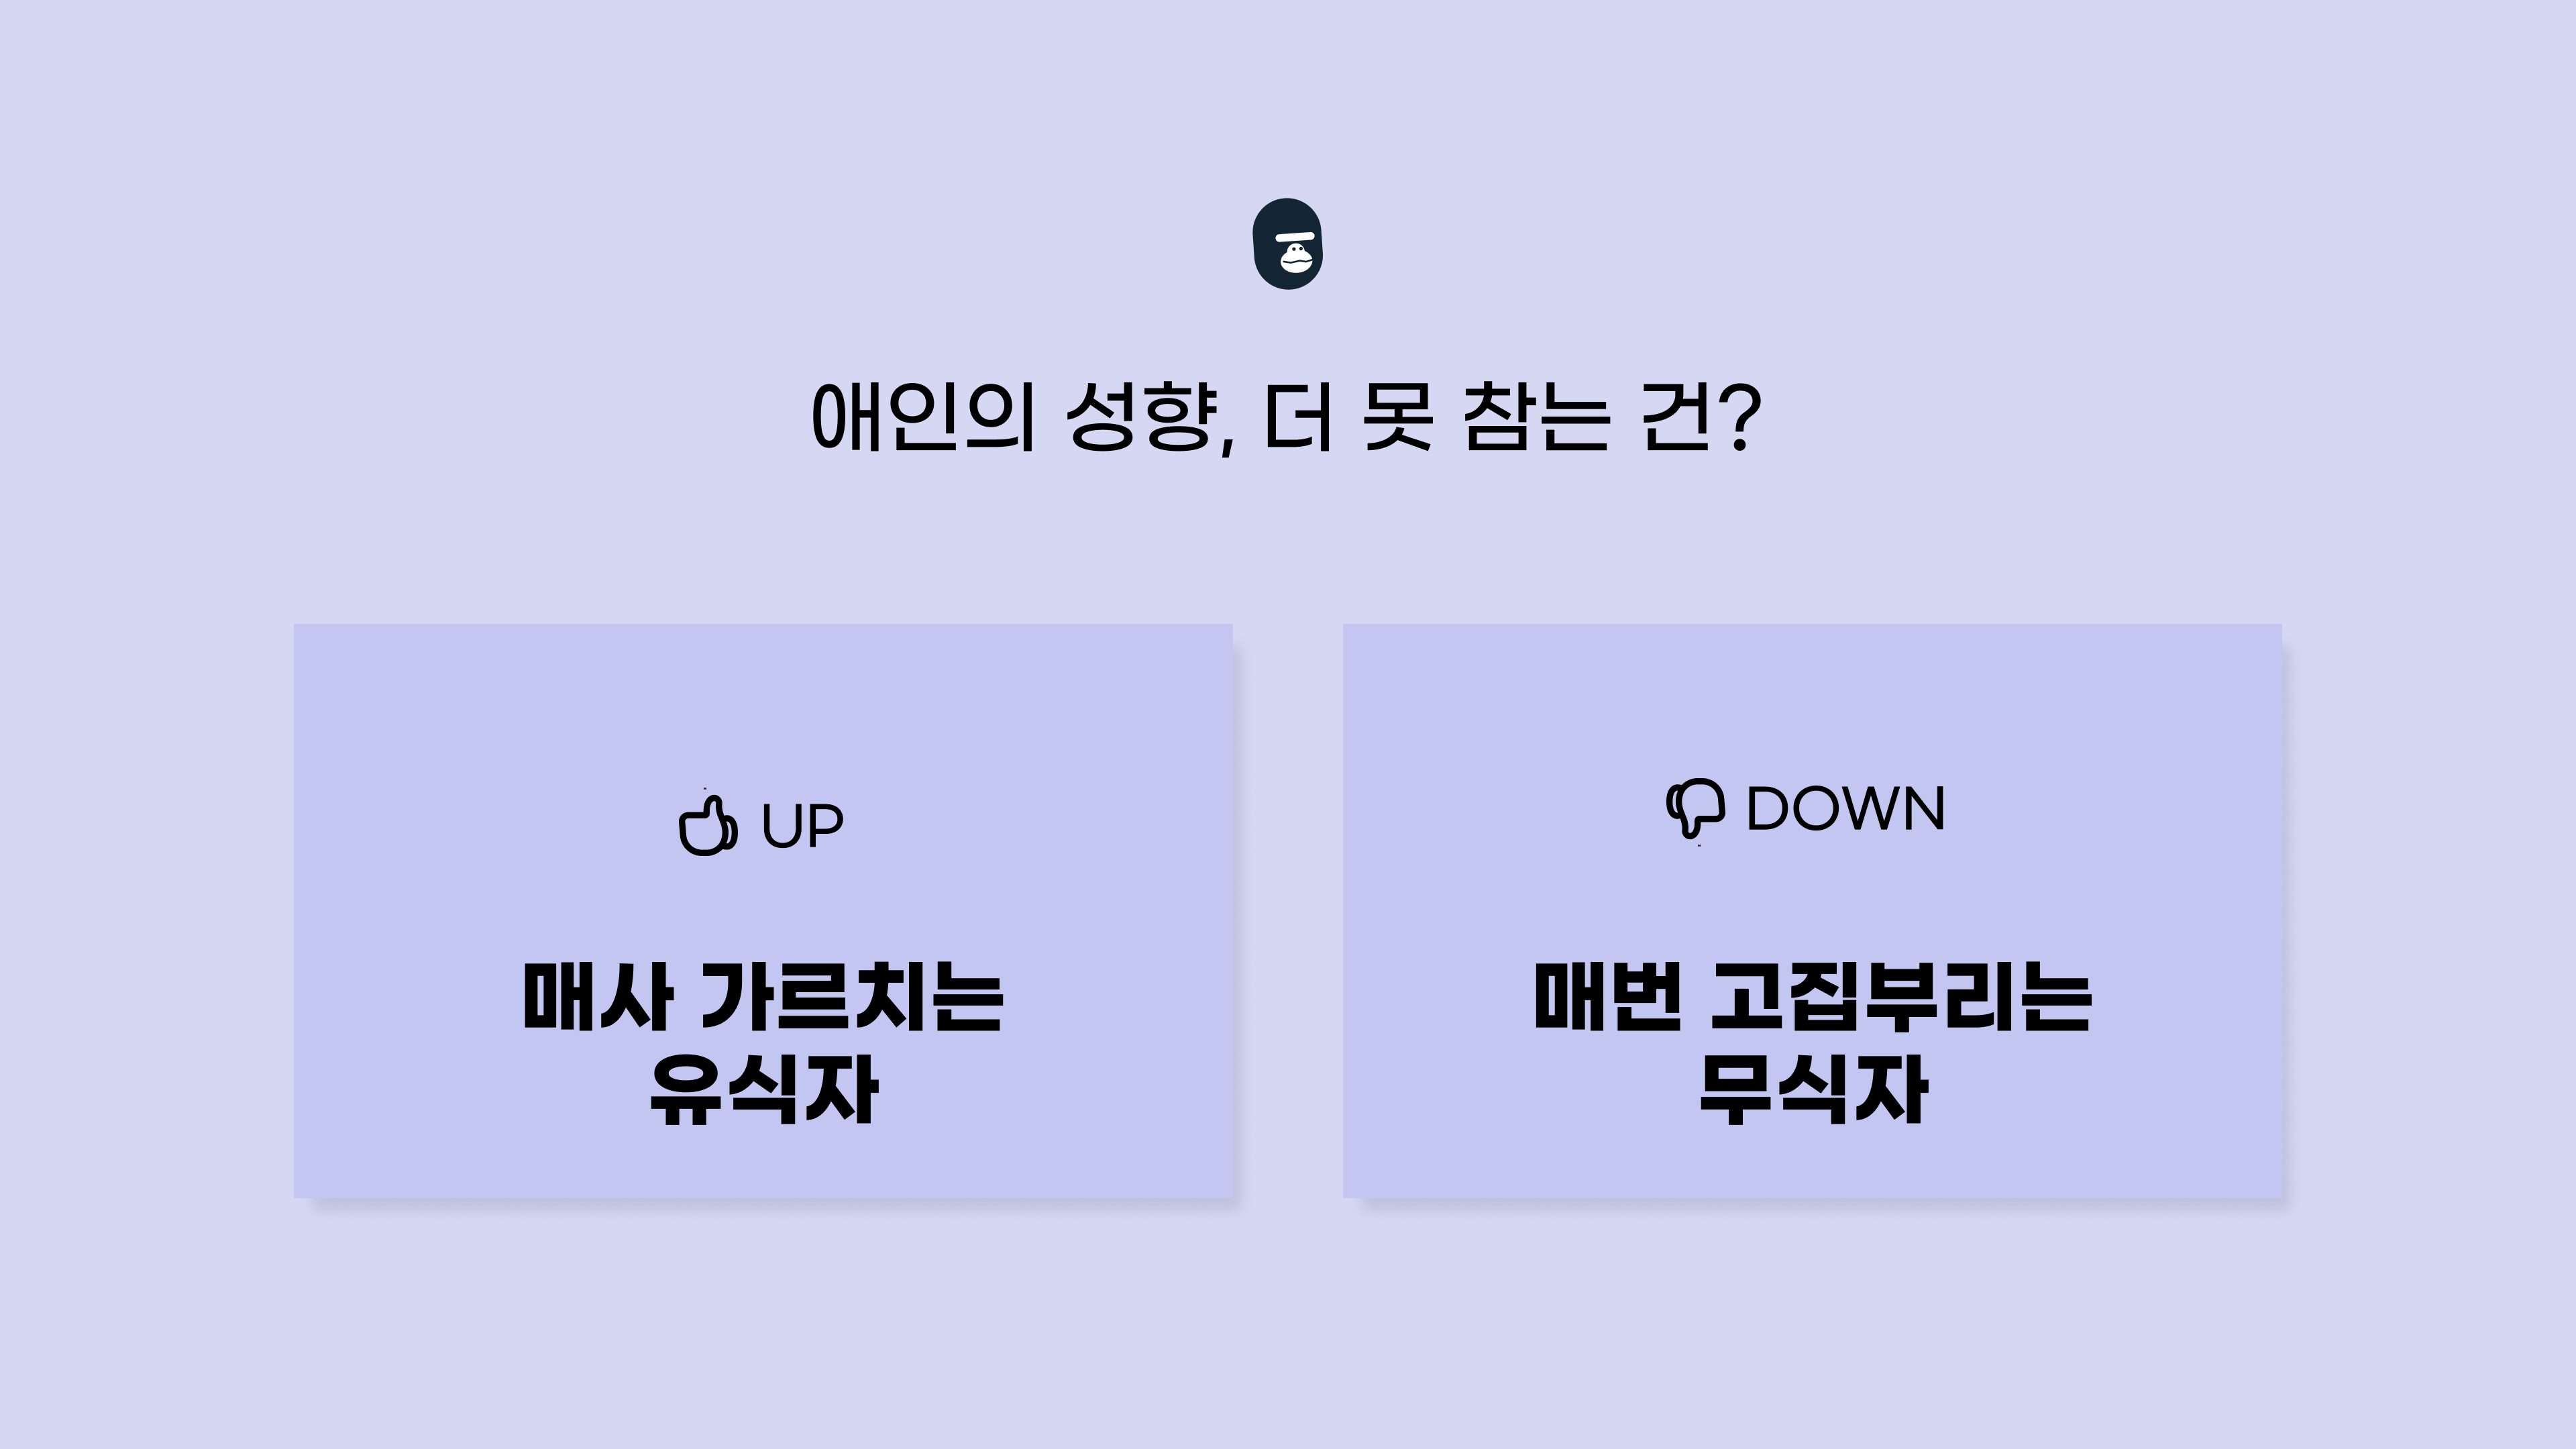 애인의 성향, 더 못 참는 건?
UP
매사 가르치는
유식자
DOWN
매번 고집부리는
무식자